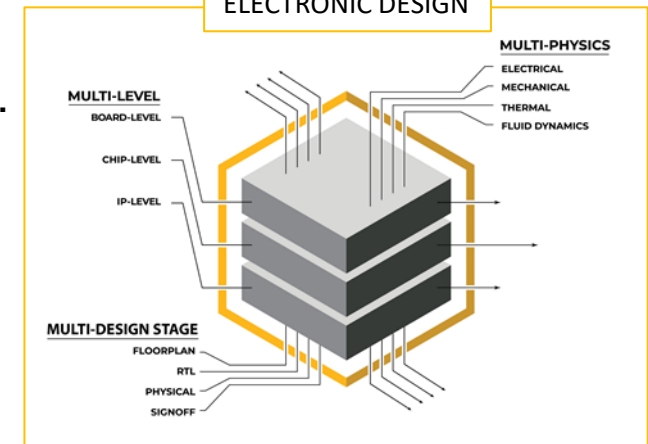 ELECTRONIC DESIGN
MULTI-PHYSICS
ELECTRICAL
MECHANICAL
THERMAL
FLUID DYNAMICS
MULTI-LEVEL
BOARD-LEVEL
CHIP-LEVEL
IP-LEVEL
MULTI-DESIGN STAGE
FLOORPLAN
RTL
PHYSICAL
SIGNOFF
.